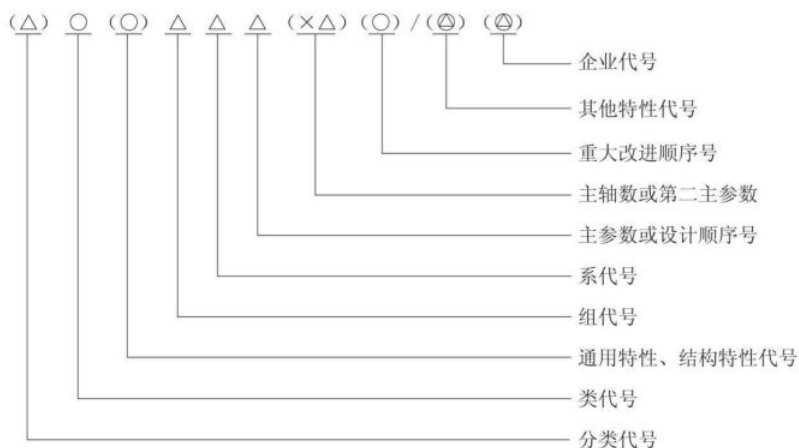 (△) ○ (○) △ △ △ (×△) (○) / (◎) (◎)
企业代号
其他特性代号
重大改进顺序号
主轴数或第二主参数
主参数或设计顺序号
系代号
组代号
通用特性、结构特性代号
类代号
分类代号